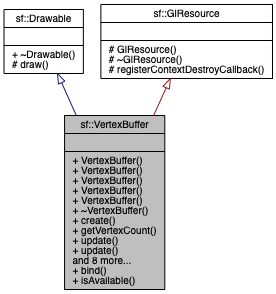 sf::Drawable
+ ~Drawable()
# draw()
sf::GlResource
# GlResource()
# ~GlResource()
# registerContextDestroyCallback()
sf::VertexBuffer
+ VertexBuffer()
+ VertexBuffer()
+ VertexBuffer()
+ VertexBuffer()
+ VertexBuffer()
+ ~VertexBuffer()
+ create()
+ getVertexCount()
+ update()
+ update()
and 8 more...
+ bind()
+ isAvailable()